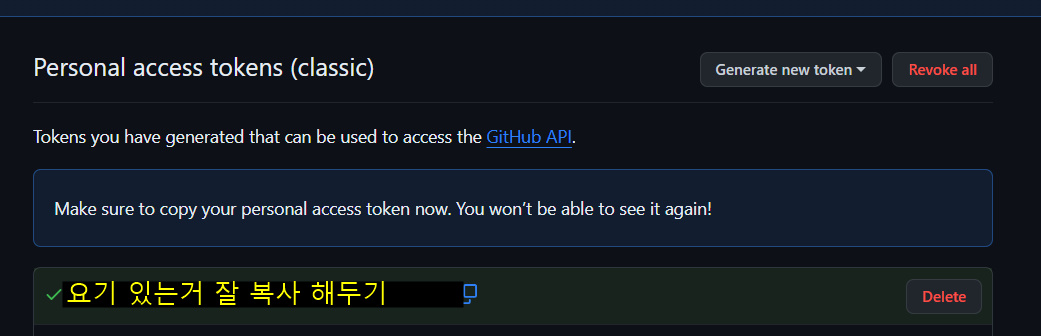 Personal access tokens (classic)
Generate new token
Revoke all
Tokens you have generated that can be used to access the GitHub API.
Make sure to copy your personal access token now. You won’t be able to see it again!
요기 있는거 잘 복사 해두기
Delete